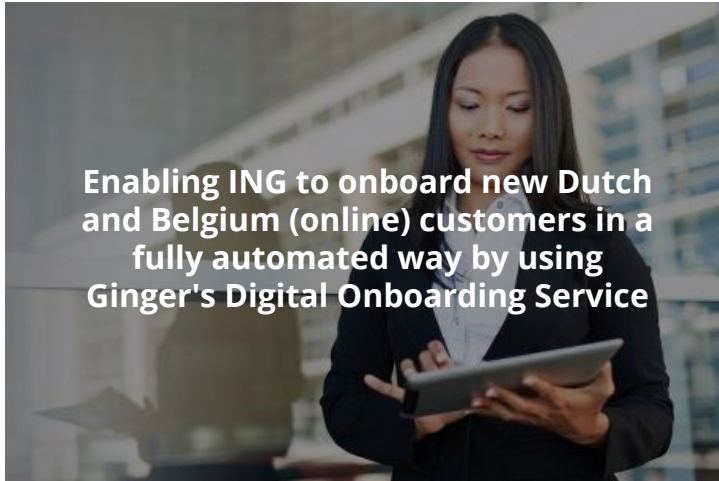 Enabling ING to onboard new Dutch
and Belgium (online) customers in a
fully automated way by using
Ginger's Digital Onboarding Service